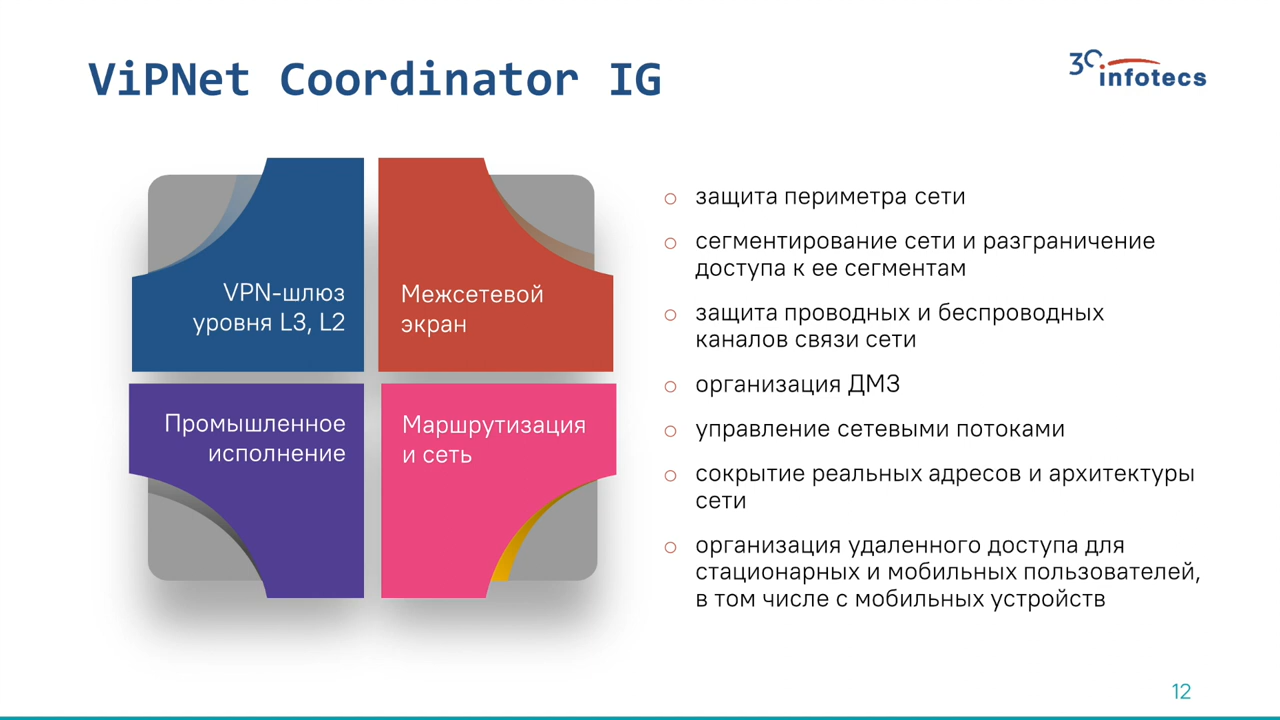 ViPNet Coordinator IG
30 infotecs
VPN-шлюз
уровня L3, L2
Межсетевой
экран
Промышленное
исполнение
Маршрутизация
и сеть
защита периметра сети
сегментирование сети и разграничение
доступа к ее сегментам
защита проводных и беспроводных
каналов связи сети
организация ДМЗ
управление сетевыми потоками
сокрытие реальных адресов и архитектуры
сети
организация удаленного доступа для
стационарных и мобильных пользователей,
в том числе с мобильных устройств
12